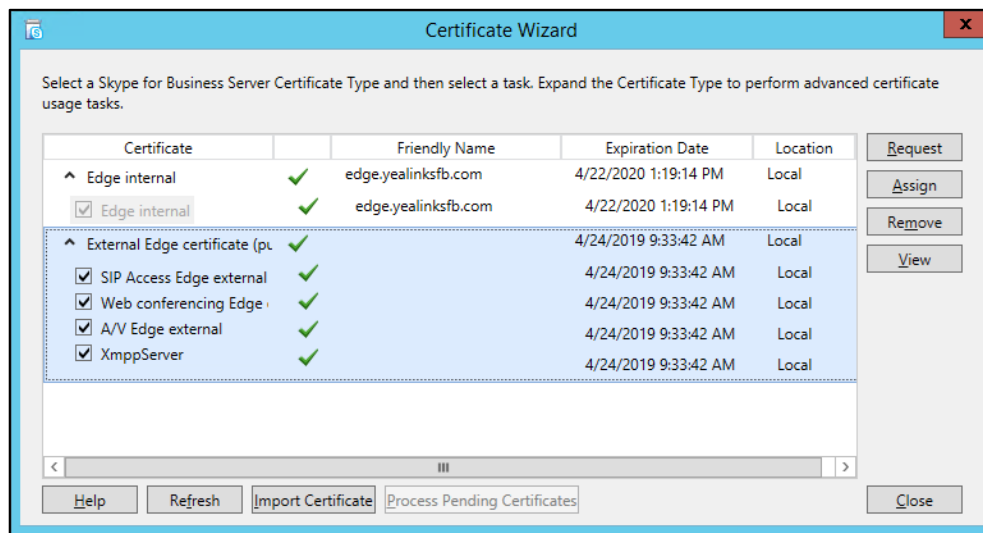 Certificate Wizard
x
Select a Skype for Business Server Certificate Type and then select a task. Expand the Certificate Type to perform advanced certificate
usage tasks.
Certificate Friendly Name Expiration Date Location
Edge internal edge.yealinksfb.com 4/22/2020 1:19:14 PM Local
Edge internal edge.yealinksfb.com 4/22/2020 1:19:14 PM Local
External Edge certificate (pu 4/24/2019 9:33:42 AM Local
SIP Access Edge external 4/24/2019 9:33:42 AM Local
Web conferencing Edge 4/24/2019 9:33:42 AM Local
A/V Edge external 4/24/2019 9:33:42 AM Local
XmppServer 4/24/2019 9:33:42 AM Local
Request
Assign
Remove
View
Help Refresh Import Certificate Process Pending Certificates Close